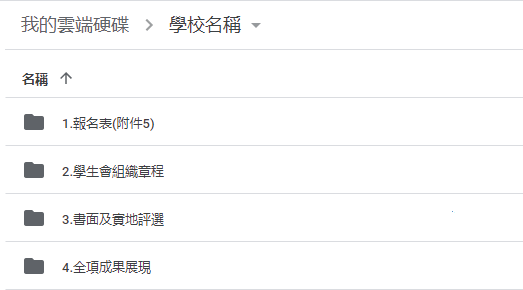 我的雲端硬碟 > 學校名稱
名稱 ↑
1.報名表(附件5)
2.學生會組織章程
3.書面及實地評選
4.全項成果展現